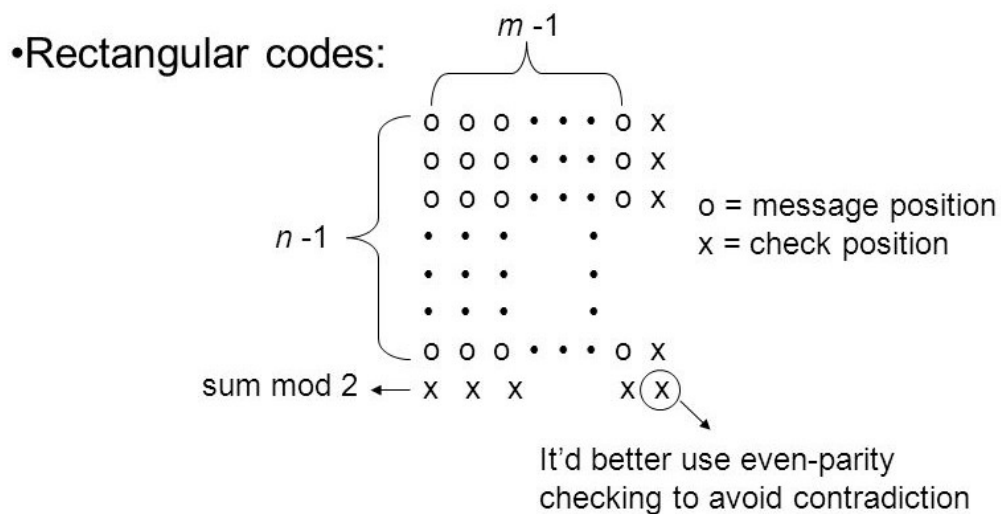 m -1
•Rectangular codes:
o o o • • • o x
o o o • • • o x
o o o • • • o x
o = message position
n -1
• • • •
x = check position
• • • •
• • • •
o o o • • • o x
sum mod 2 x x x x x
It'd better use even-parity
checking to avoid contradiction